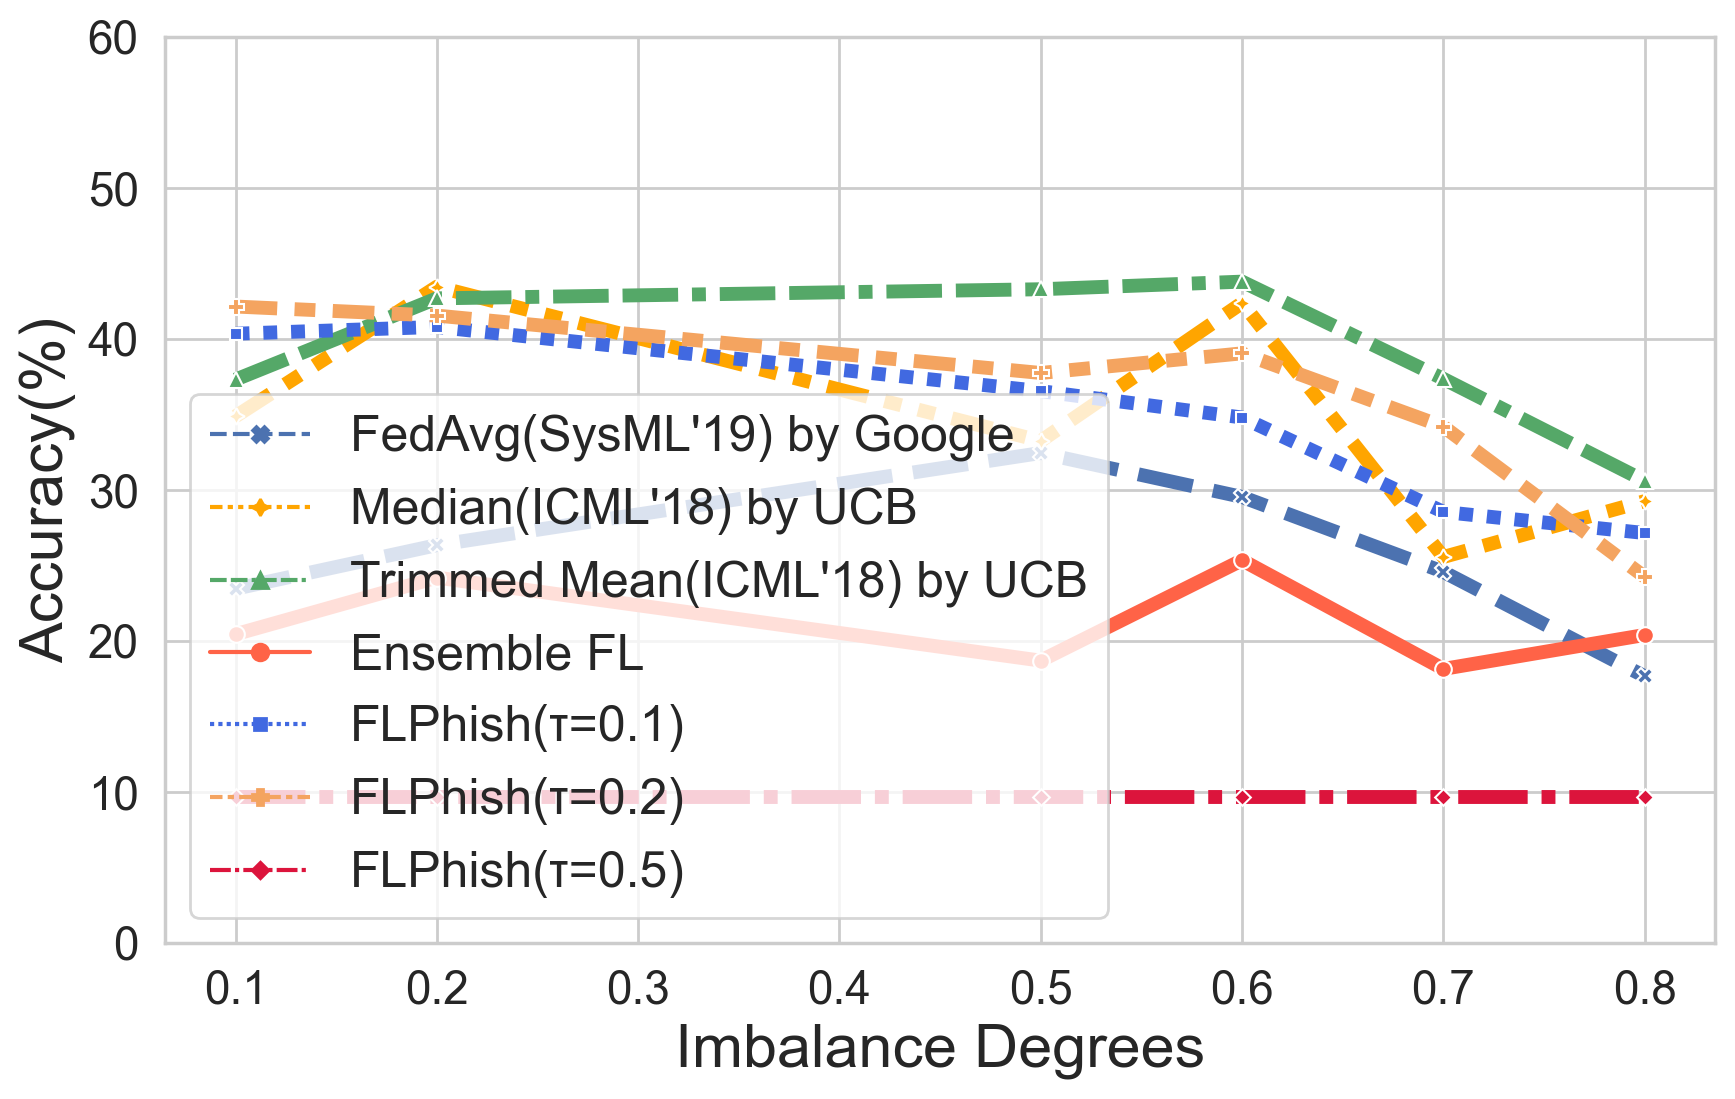 60
50
40
30
20
10
0
Accuracy(%)
FedAvg(SysML'19) by Google
Median(ICML'18) by UCB
Trimmed Mean(ICML'18) by UCB
Ensemble FL
FLPhish(τ=0.1)
FLPhish(τ=0.2)
FLPhish(τ=0.5)
0.1 0.2 0.3 0.4 0.5 0.6 0.7 0.8
Imbalance Degrees